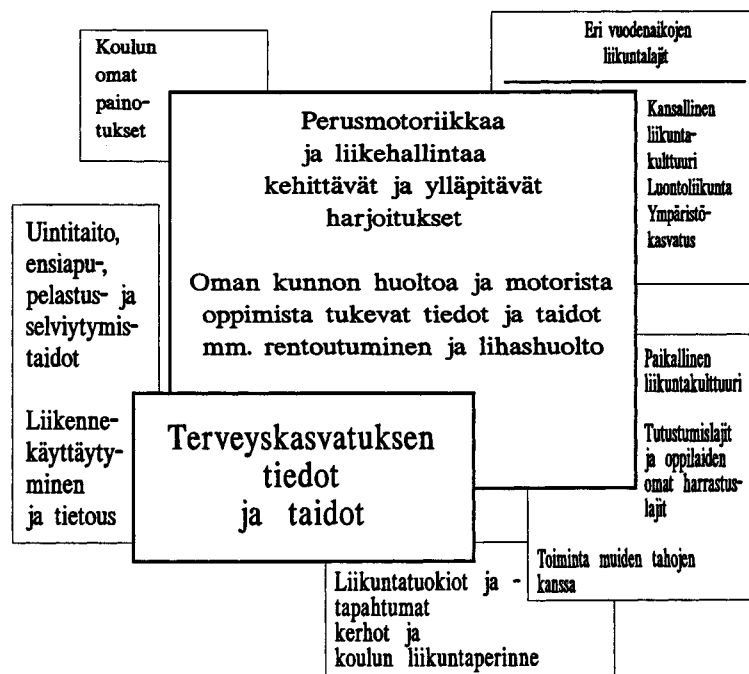 Koulun
omat
paino-
tukset
Eri vuodenaikojen
liikuntalajit
Kansallinen
liikunta-
kulttuuri
Luontoliikunta
Ympäristö-
kasvatus
Perusmotoriikkaa
ja liikehallintaa
kehittävät ja ylläpitävät
harjoitukset
Oman kunnon huoltoa ja motorista
oppimista tukevat tiedot ja taidot
mm. rentoutuminen ja lihashuolto
Uintitaito,
ensiapu-,
pelastus- ja
selviytymis-
taidot
Liikenne-
käyttäyty-
minen
ja tietous
Paikallinen
liikuntakulttuuri
Tutustumislajit
ja oppilaiden
omat harrastus-
lajit
Toiminta muiden tahojen
kanssa
Terveyskasvatuksen
tiedot
ja taidot
Liikuntatuokiot ja -
tapahtumat
kerhot ja
koulun liikuntaperinne